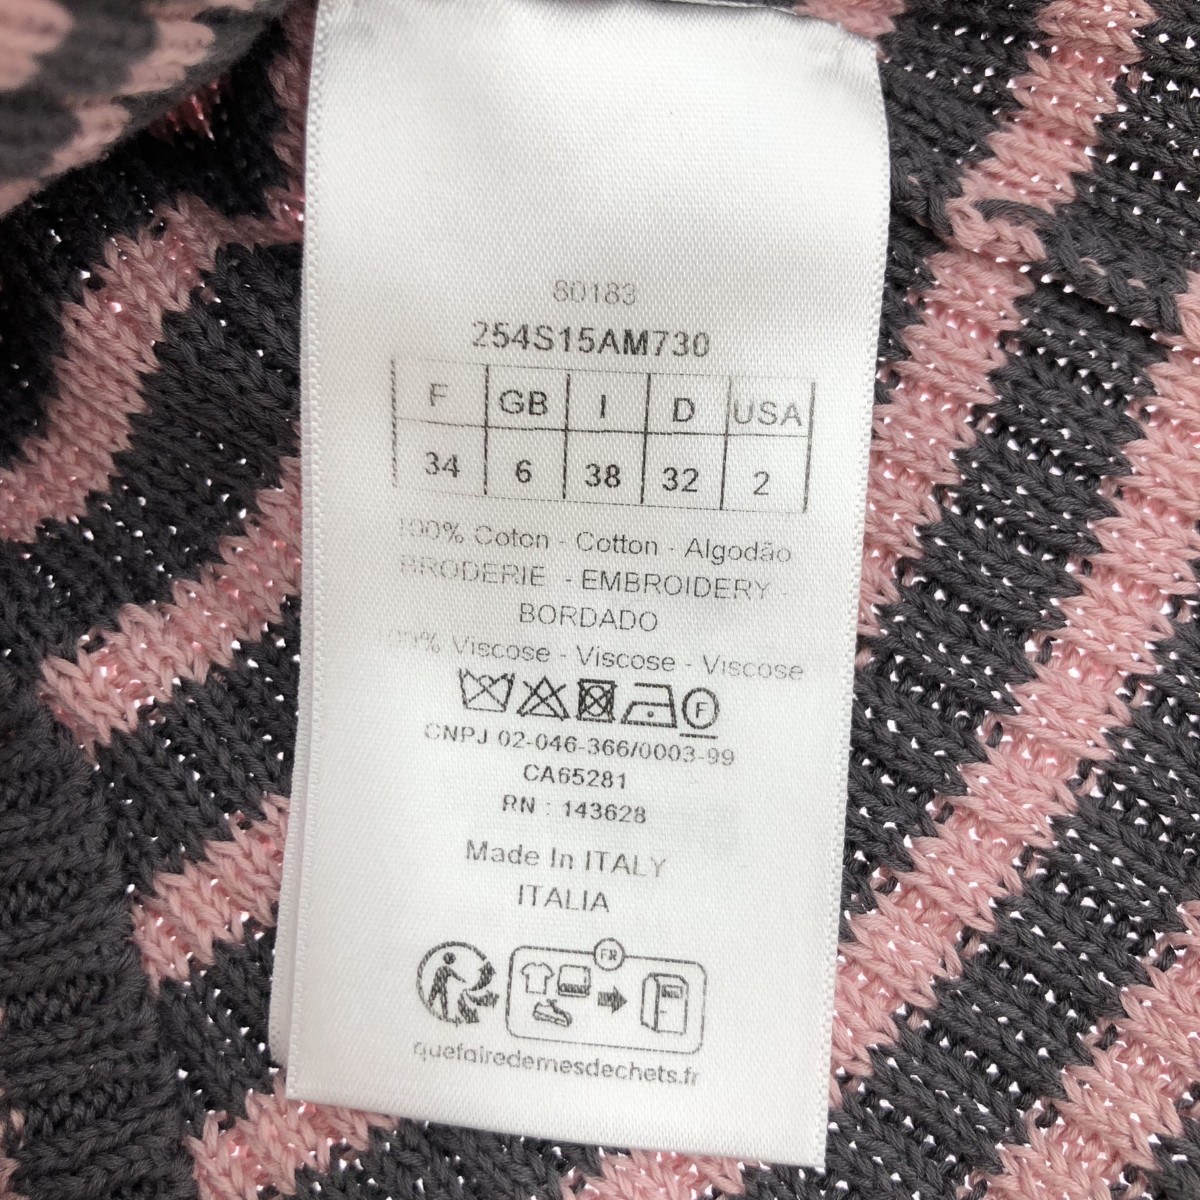 80183
254S15AM730
F GB I D USA
34 6 38 32 2
100% Coton - Cotton - Algodão
BRODERIE - EMBROIDERY -
BORDADO
100% Viscose - Viscose - Viscose
F
CNPJ 02-046-366/0003-99
CA65281
RN : 143628
Made In ITALY
ITALIA
FR
quefairedemesdechets.fr